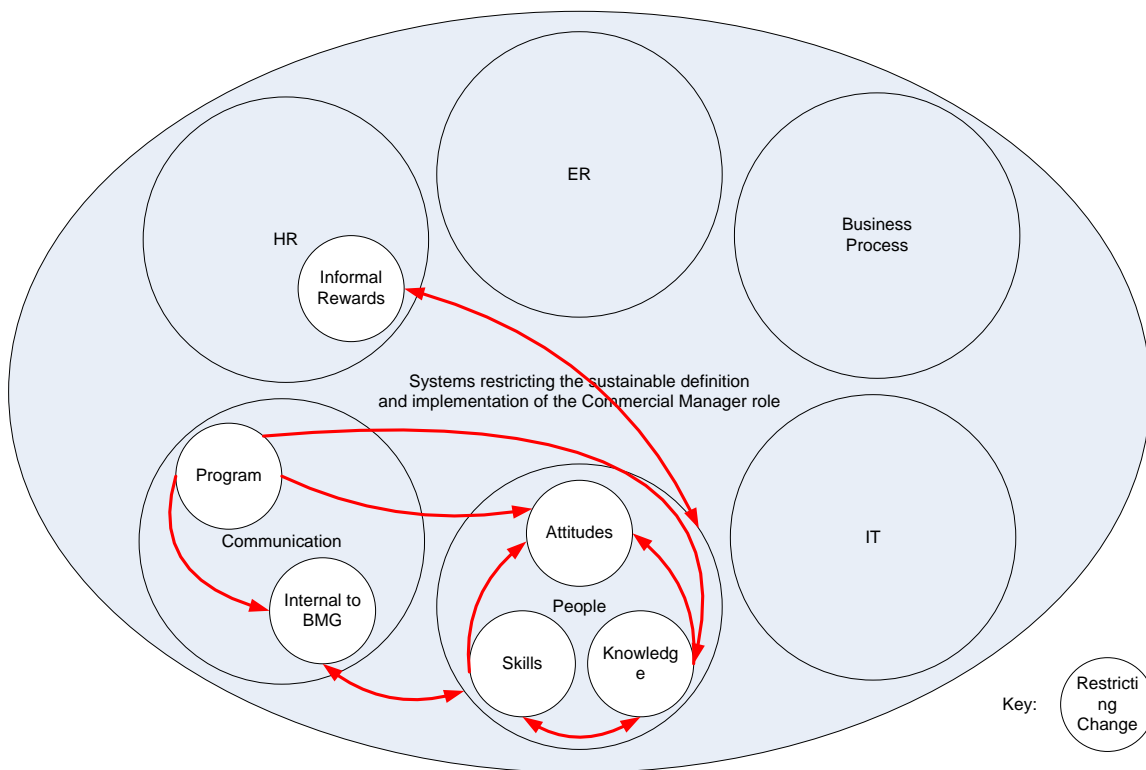 ER
Business
Process
HR
Informal
Rewards
Systems restricting the sustainable definition
and implementation of the Commercial Manager role
Program
Communication
Internal to
BMG
Attitudes
People
Skills
Knowledg
e
IT
Key:
Restricti
ng
Change